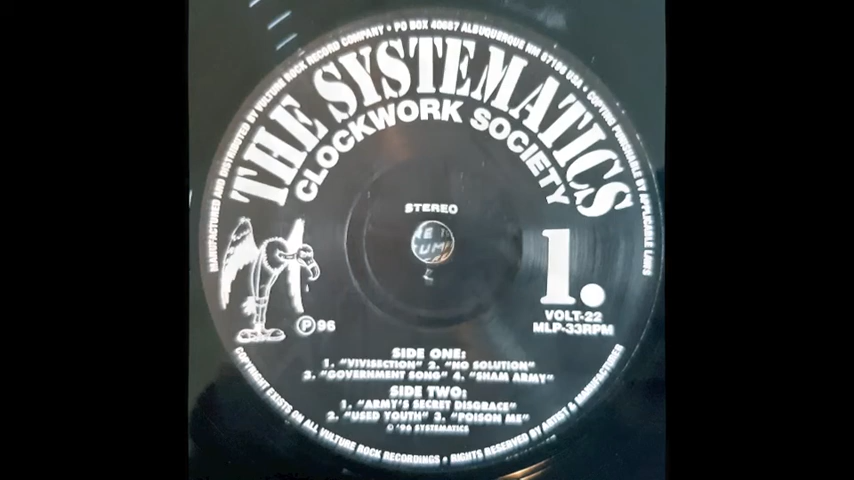 MANUFACTURED AND DISTRIBUTED BY VULTURE ROCK RECORD COMPANY • PO BOX 40687 ALBUQUERQUE NM 87196 USA • COPYING PUNISHABLE BY APPLICABLE LAWS
THE SYSTEMATICS
CLOCKWORK SOCIETY
STEREO
1.
VOLT-22
MLP-33RPM
Ⓟ 96
SIDE ONE:
1. "VIVISECTION" 2. "NO SOLUTION"
3. "GOVERNMENT SONG" 4. "SHAM ARMY"
SIDE TWO:
1. "ARMY'S SECRET DISGRACE"
2. "USED YOUTH" 3. "POISON ME"
© '96 SYSTEMATICS
COPYRIGHT EXISTS ON ALL VULTURE ROCK RECORDINGS • RIGHTS RESERVED BY ARTIST & MANUFACTURER